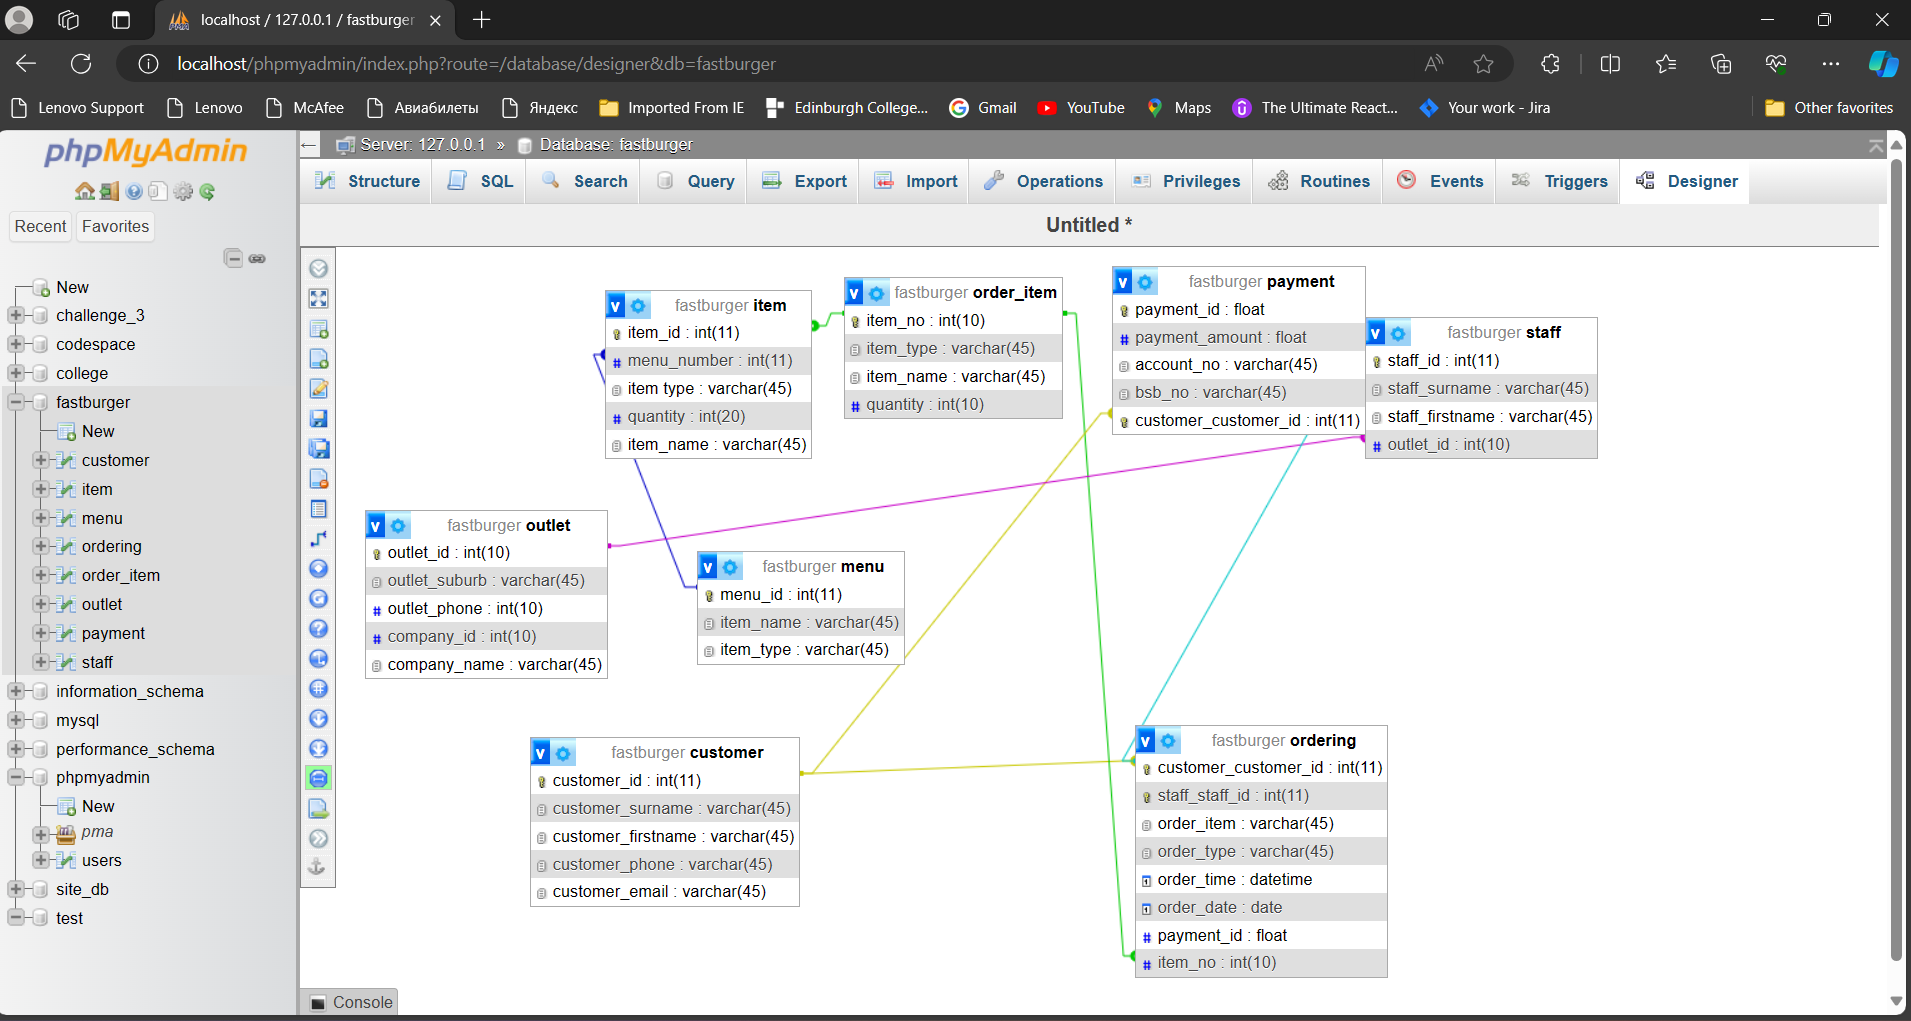 localhost / 127.0.0.1 / fastburger
localhost/phpmyadmin/index.php?route=/database/designer&db=fastburger
Lenovo Support
Lenovo
McAfee
Авиабилеты
Яндекс
Imported From IE
Edinburgh College...
Gmail
YouTube
Maps
The Ultimate React...
Your work - Jira
Other favorites
phpMyAdmin
Recent
Favorites
New
challenge_3
codespace
college
fastburger
New
customer
item
menu
ordering
order_item
outlet
payment
staff
information_schema
mysql
performance_schema
phpmyadmin
New
pma
users
site_db
test
Server: 127.0.0.1 » Database: fastburger
Structure
SQL
Search
Query
Export
Import
Operations
Privileges
Routines
Events
Triggers
Designer
Untitled *
v fastburger item
item_id : int(11)
# menu_number : int(11)
item type : varchar(45)
# quantity : int(20)
item_name : varchar(45)
v fastburger order_item
item_no : int(10)
item_type : varchar(45)
item_name : varchar(45)
# quantity : int(10)
v fastburger payment
payment_id : float
# payment_amount : float
account_no : varchar(45)
bsb_no : varchar(45)
customer_customer_id : int(11)
v fastburger staff
staff_id : int(11)
staff_surname : varchar(45)
staff_firstname : varchar(45)
# outlet_id : int(10)
v fastburger outlet
outlet_id : int(10)
outlet_suburb : varchar(45)
# outlet_phone : int(10)
# company_id : int(10)
company_name : varchar(45)
v fastburger menu
menu_id : int(11)
item_name : varchar(45)
item_type : varchar(45)
v fastburger customer
customer_id : int(11)
customer_surname : varchar(45)
customer_firstname : varchar(45)
customer_phone : varchar(45)
customer_email : varchar(45)
v fastburger ordering
customer_customer_id : int(11)
staff_staff_id : int(11)
order_item : varchar(45)
order_type : varchar(45)
order_time : datetime
order_date : date
# payment_id : float
# item_no : int(10)
Console